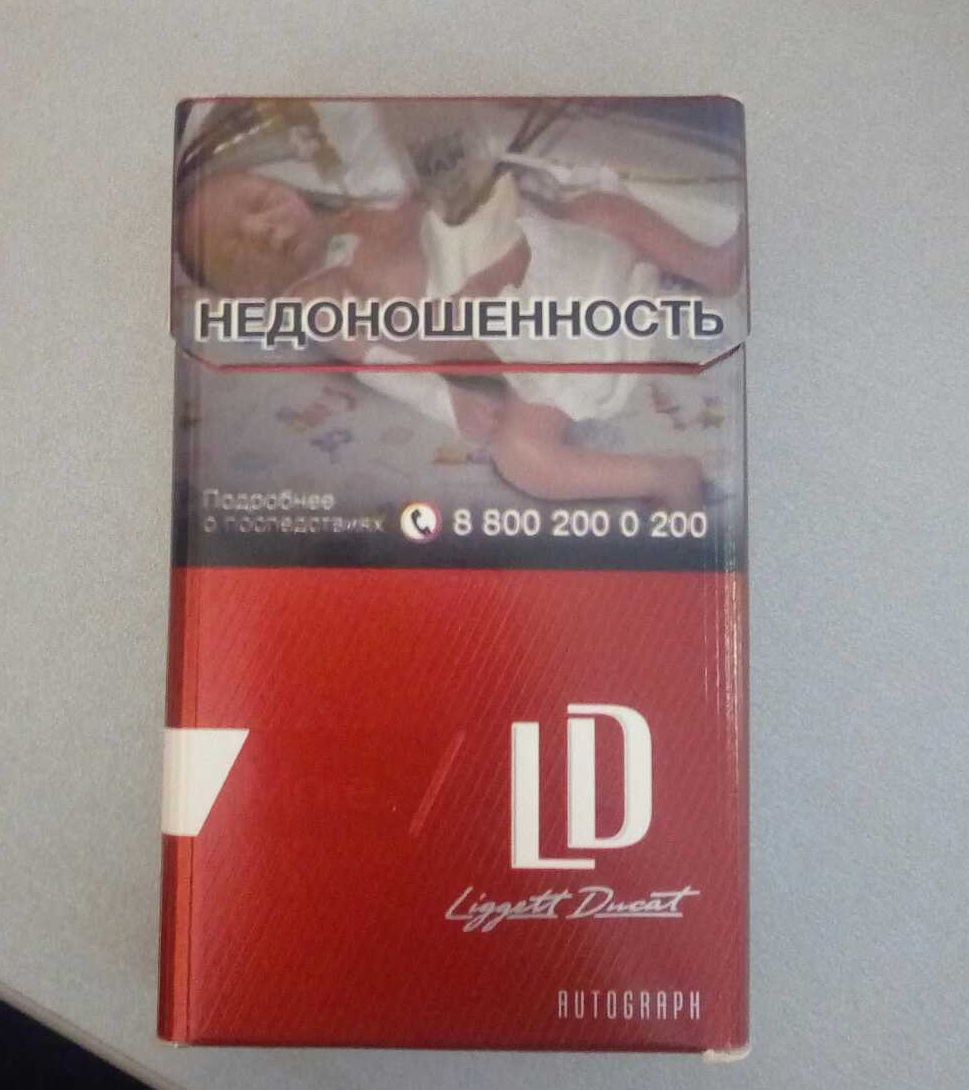 НЕДОНОШЕННОСТЬ
Подробнее
о последствиях
8 800 200 0 200
LD
Liggett Ducat
AUTOGRAPH